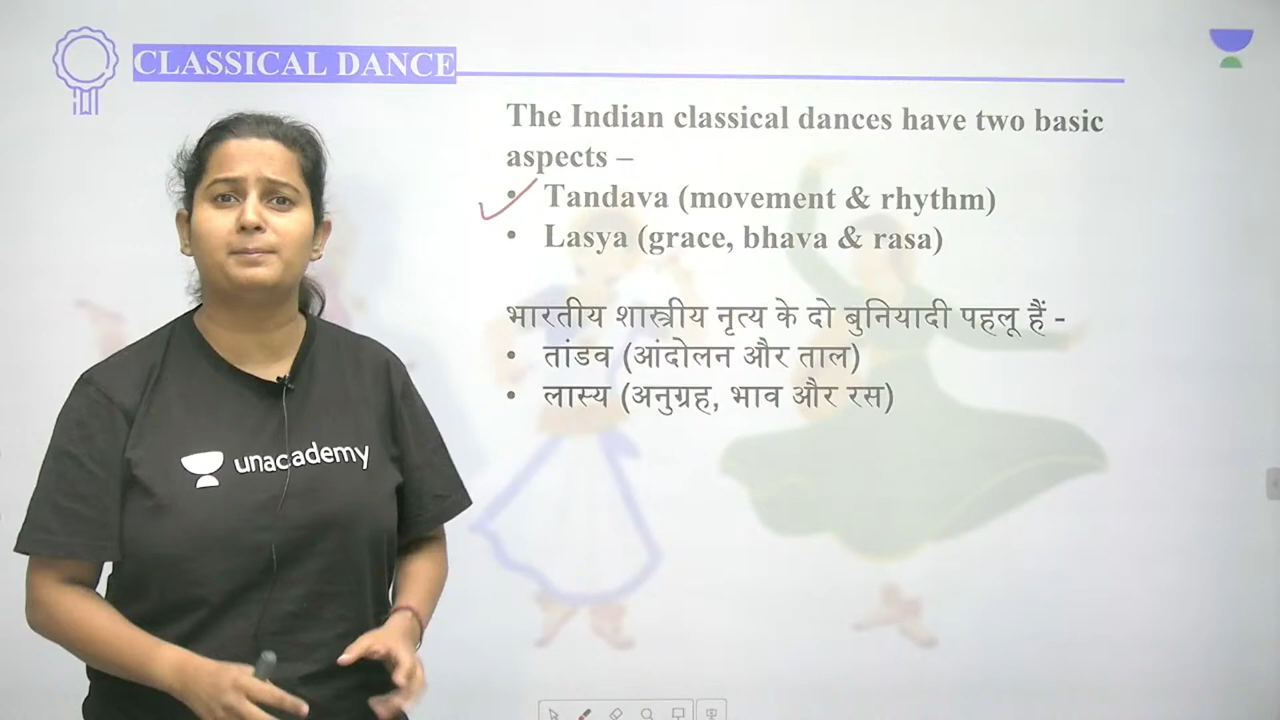 CLASSICAL DANCE
The Indian classical dances have two basic
aspects –
• Tandava (movement & rhythm)
• Lasya (grace, bhava & rasa)
भारतीय शास्त्रीय नृत्य के दो बुनियादी पहलू हैं -
• तांडव (आंदोलन और ताल)
• लास्य (अनुग्रह, भाव और रस)
unacademy